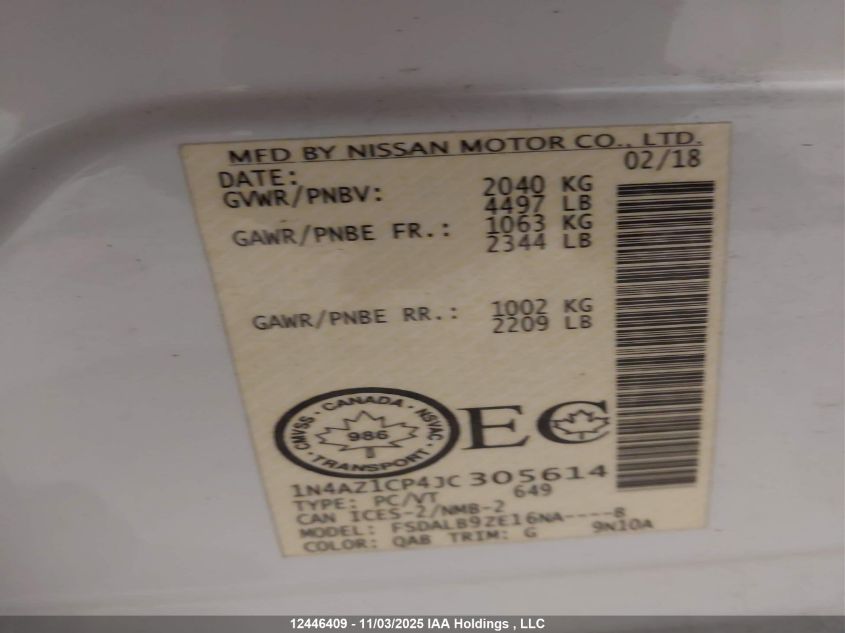 MFD BY NISSAN MOTOR CO., LTD.
DATE: 02/18
GVWR/PNBV: 2040 KG
4497 LB
GAWR/PNBE FR.: 1063 KG
2344 LB
GAWR/PNBE RR.: 1002 KG
2209 LB
CMVSS · CANADA · NSVAC · TRANSPORT ·
986
EC
1N4AZ1CP4JC305614
TYPE: PC/VT 649
CAN ICES-2/NMB-2
MODEL: FSDALB9ZE16NA----8
COLOR: QAB TRIM: G 9N10A
12446409 - 11/03/2025 IAA Holdings , LLC